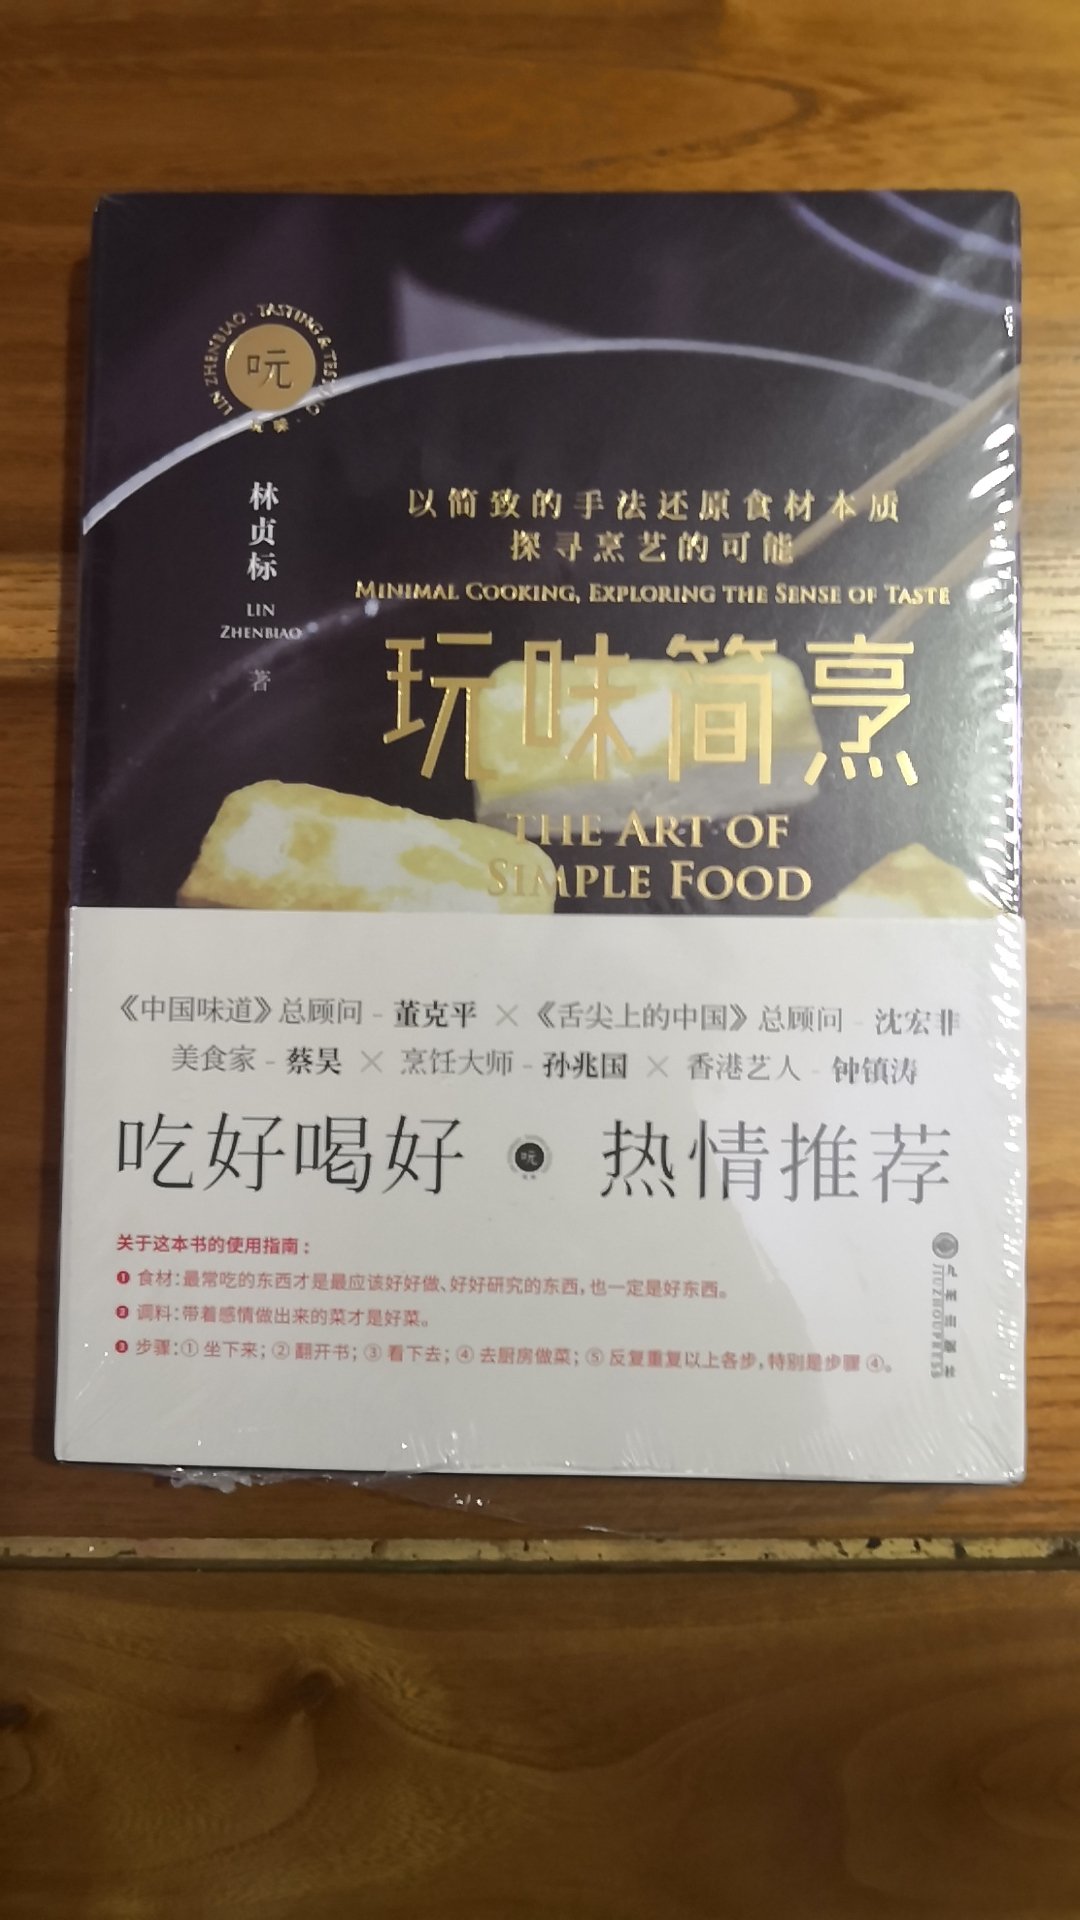 LIN ZHENBIAO · TASTING &
玩
林贞标
LIN
ZHENBIAO
著
以简致的手法还原食材本质
探寻烹艺的可能
MINIMAL COOKING, EXPLORING THE SENSE OF TASTE
玩味简烹
THE ART OF
SIMPLE FOOD
《中国味道》总顾问-董克平 × 《舌尖上的中国》总顾问-沈宏非
美食家-蔡昊 × 烹饪大师-孙兆国 × 香港艺人-钟镇涛
吃好喝好 热情推荐
关于这本书的使用指南：
❶ 食材：最常吃的东西才是最应该好好做、好好研究的东西，也一定是好东西。
❷ 调料：带着感情做出来的菜才是好菜。
❸ 步骤：① 坐下来；② 翻开书；③ 看下去；④ 去厨房做菜；⑤ 反复重复以上各步，特别是步骤 ④。
九州出版社
JIUZHOUPRESS